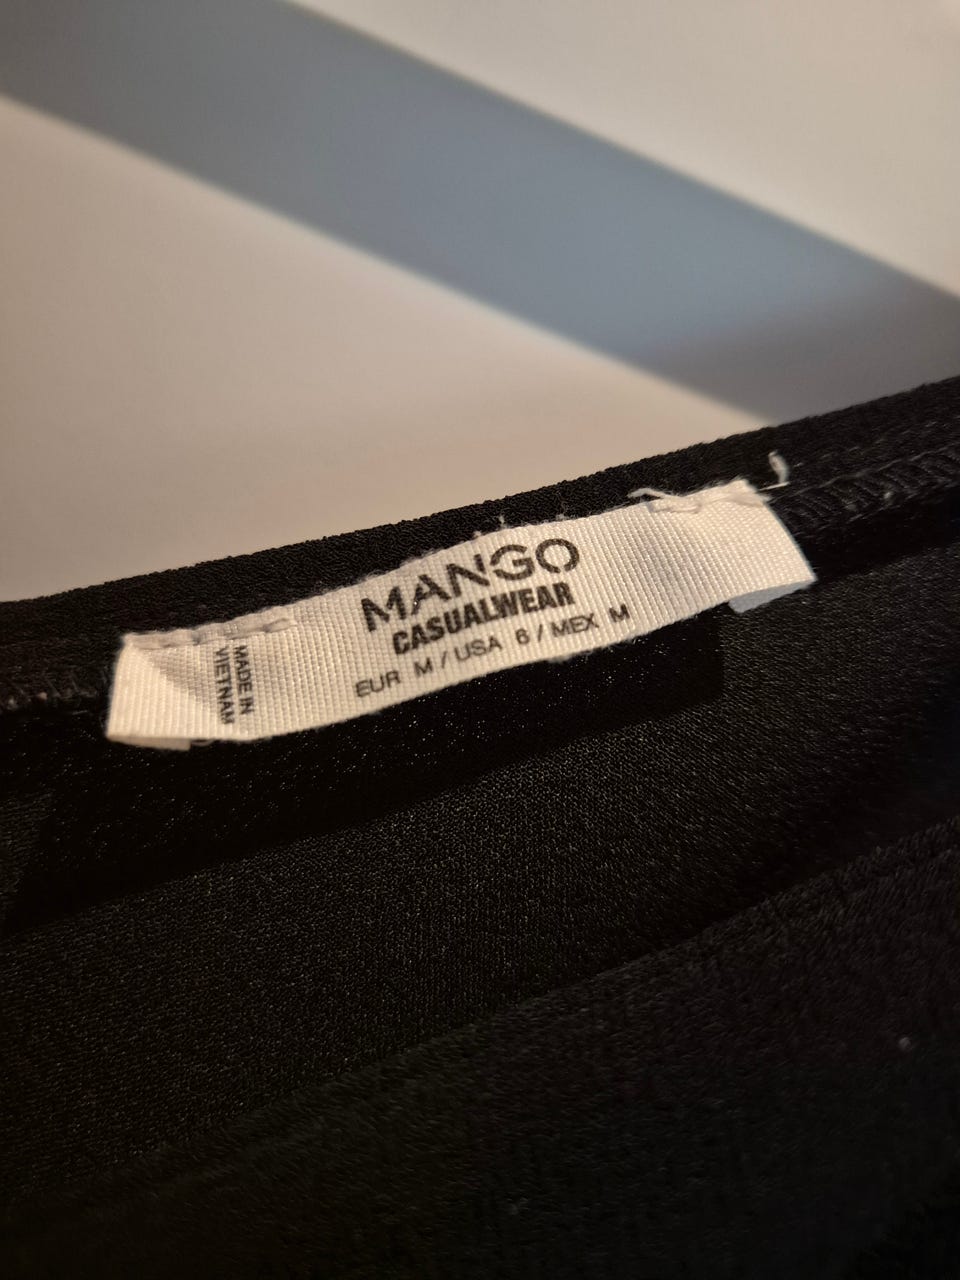 MANGO
CASUALWEAR
EUR M / USA 6 / MEX M
MADE IN
VIETNAM